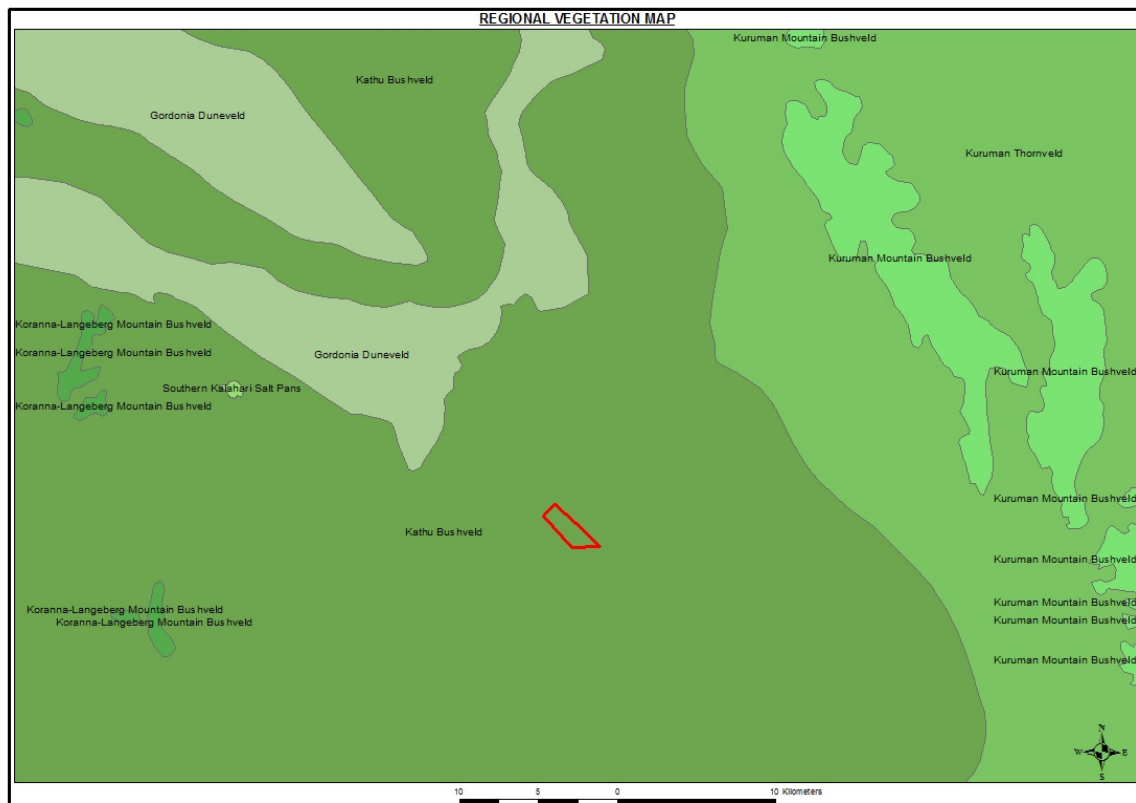 REGIONAL VEGETATION MAP
Kuruman Mountain Bushveld
Kathu Bushveld
Gordonia Duneveld
Kuruman Thornveld
Kuruman Mountain Bushveld
Koranna-Langeberg Mountain Bushveld
Koranna-Langeberg Mountain Bushveld
Gordonia Duneveld
Kuruman Mountain Bushveld
Southern Kalahari Salt Pans
Koranna-Langeberg Mountain Bushveld
Kuruman Mountain Bushveld
Kathu Bushveld
Kuruman Mountain Bushveld
Kuruman Mountain Bushveld
Koranna-Langeberg Mountain Bushveld
Kuruman Mountain Bushveld
Koranna-Langeberg Mountain Bushveld
Kuruman Mountain Bushveld
N
W E
S
10 5 0 10 Kilometers